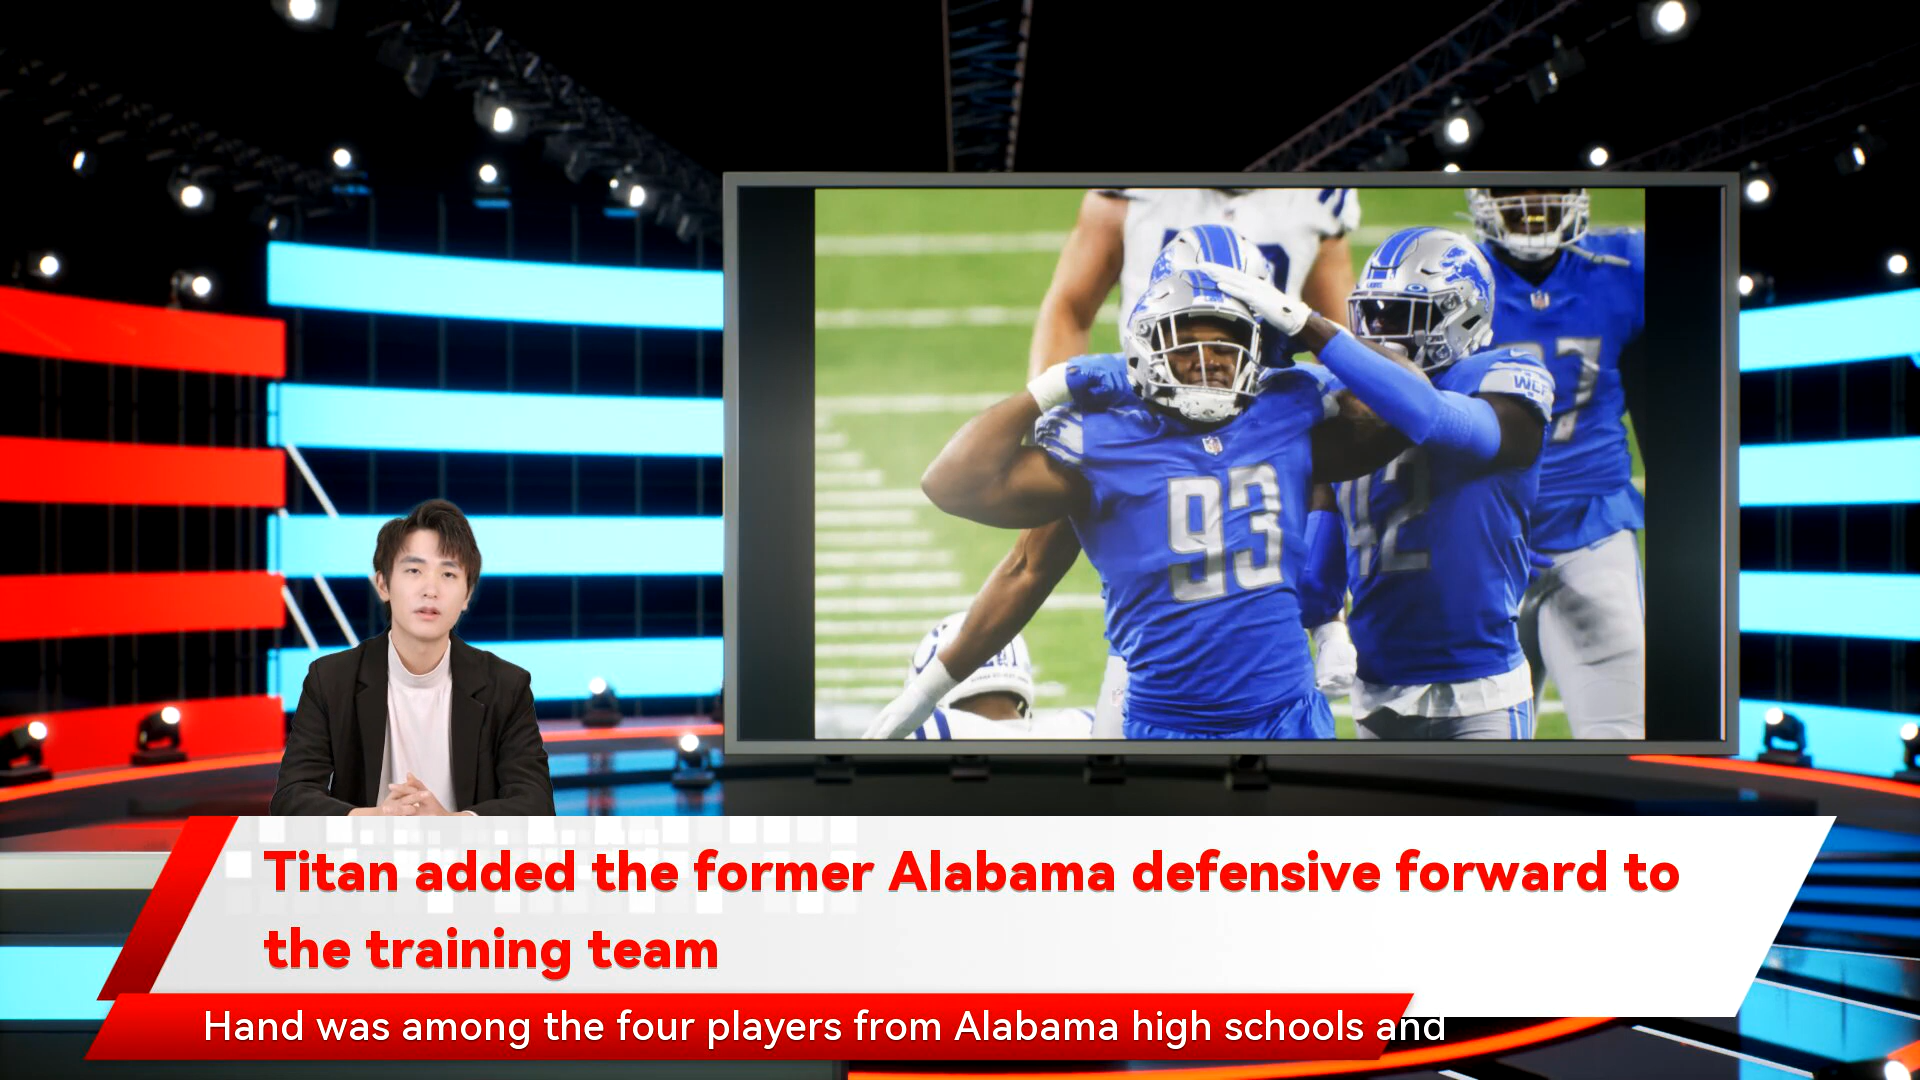 WE
93
42
Titan added the former Alabama defensive forward to
the training team
Hand was among the four players from Alabama high schools and